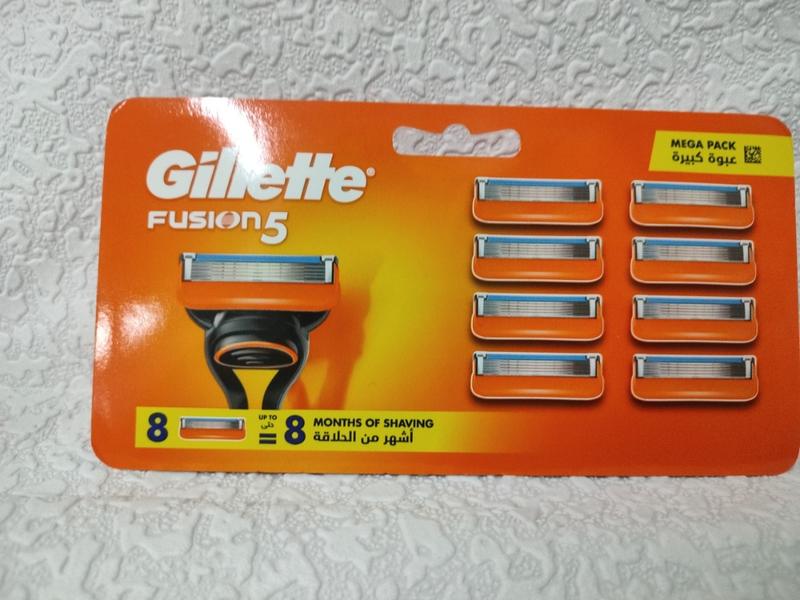 Gillette®
FUSION5
MEGA PACK
عبوة كبيرة
8
UP TO
حتى
=
8
MONTHS OF SHAVING
أشهر من الحلاقة